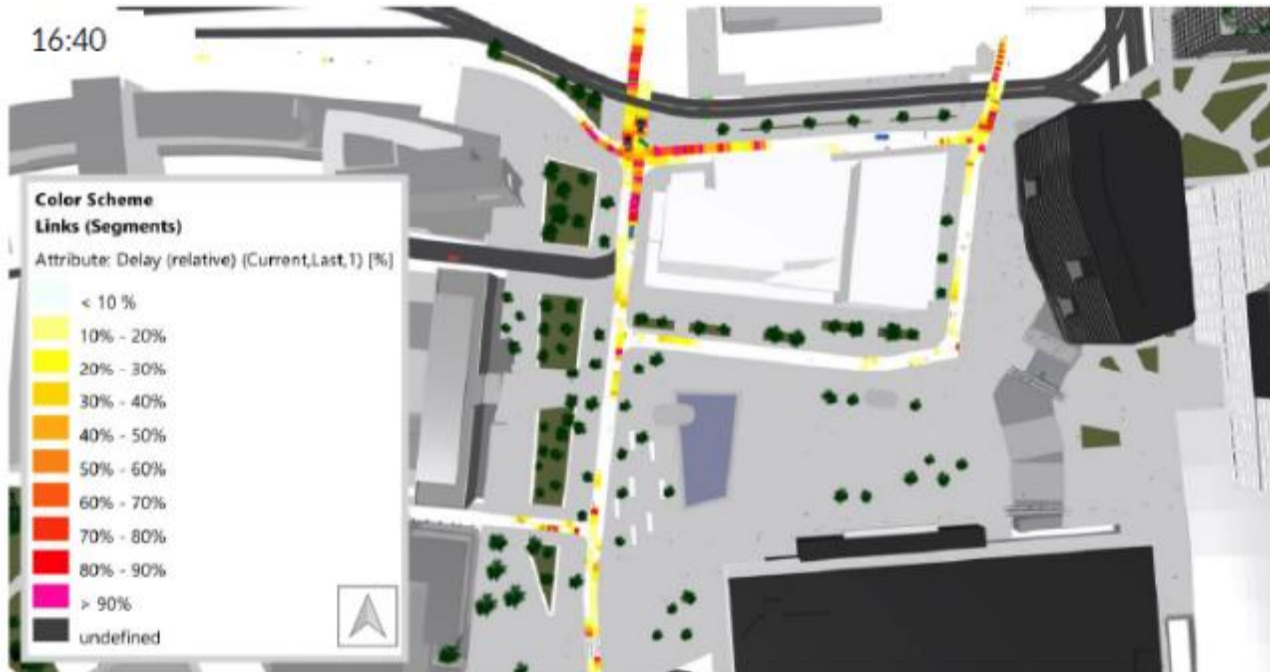 16:40
Color Scheme
Links (Segments)
Attribute: Delay (relative) (Current,Last,1) [%]
< 10 %
10% - 20%
20% - 30%
30% - 40%
40% - 50%
50% - 60%
60% - 70%
70% - 80%
80% - 90%
> 90%
undefined